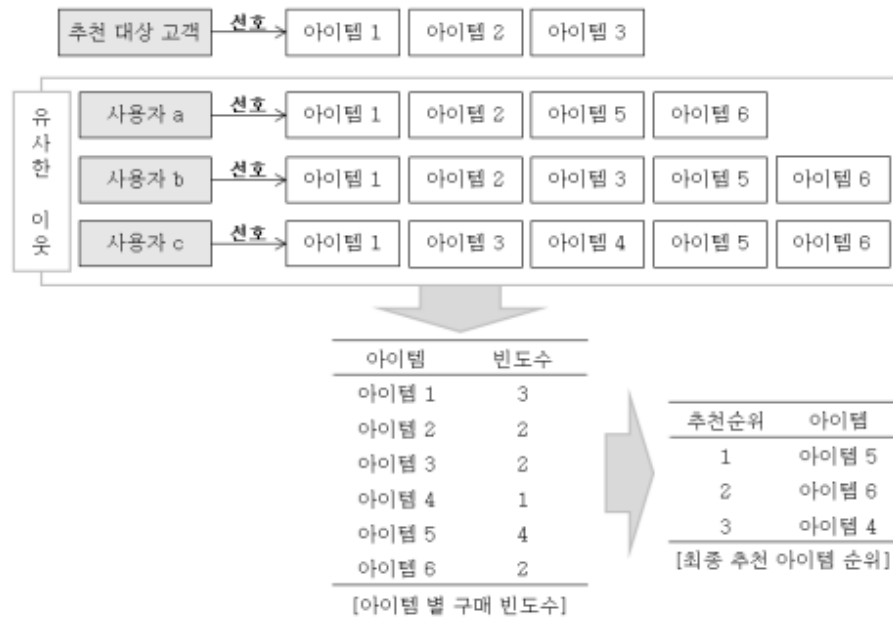 추천 대상 고객 선호 아이템 1 아이템 2 아이템 3
유사한 이웃
사용자 a 선호 아이템 1 아이템 2 아이템 5 아이템 6
사용자 b 선호 아이템 1 아이템 2 아이템 3 아이템 5 아이템 6
사용자 c 선호 아이템 1 아이템 3 아이템 4 아이템 5 아이템 6
아이템 빈도수
아이템 1 3
아이템 2 2
아이템 3 2
아이템 4 1
아이템 5 4
아이템 6 2
[아이템 별 구매 빈도수]
추천순위 아이템
1 아이템 5
2 아이템 6
3 아이템 4
[최종 추천 아이템 순위]